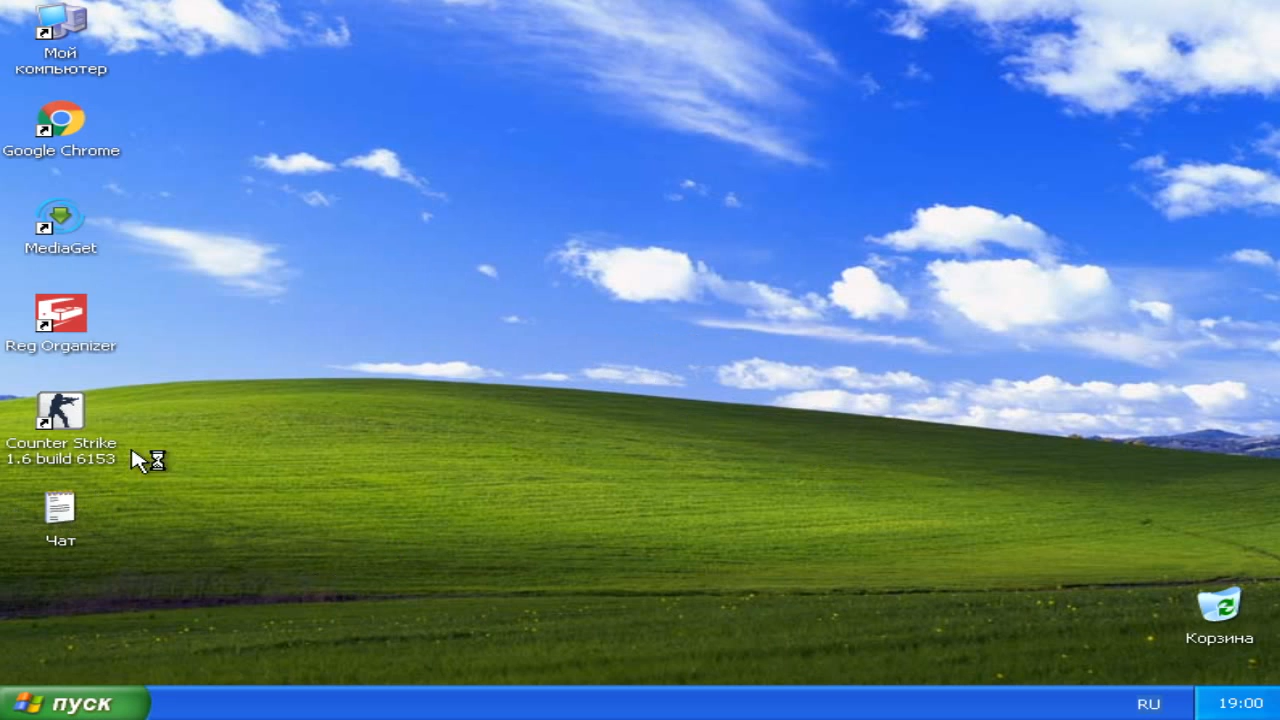 Мой
компьютер
Google Chrome
MediaGet
Reg Organizer
Counter Strike
1.6 build 6153
Чат
Корзина
пуск
RU
19:00